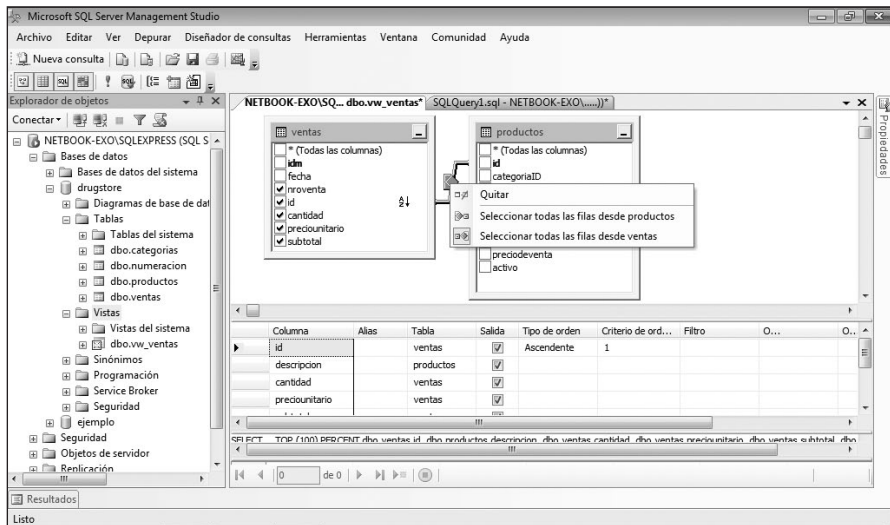 Microsoft SQL Server Management Studio
Archivo Editar Ver Depurar Diseñador de consultas Herramientas Ventana Comunidad Ayuda
Nueva consulta
Explorador de objetos
NETBOOK-EXO\SQ... dbo.vw_ventas* SQLQuery1.sql - NETBOOK-EXO\.....))*
Conectar
NETBOOK-EXO\SQLEXPRESS (SQL S
Bases de datos
Bases de datos del sistema
drugstore
Diagramas de base de dat
Tablas
Tablas del sistema
dbo.categorias
dbo.numeracion
dbo.productos
dbo.ventas
Vistas
Vistas del sistema
dbo.vw_ventas
Sinónimos
Programación
Service Broker
Seguridad
ejemplo
Seguridad
Objetos de servidor
Replicación
ventas
* (Todas las columnas)
idm
fecha
nroventa
id
cantidad
preciounitario
subtotal
productos
* (Todas las columnas)
id
categoriaID
preciodeventa
activo
Quitar
Seleccionar todas las filas desde productos
Seleccionar todas las filas desde ventas
Propiedades
Columna Alias Tabla Salida Tipo de orden Criterio de ord... Filtro O... O...
id ventas Ascendente 1
descripcion productos
cantidad ventas
preciounitario ventas
SELECT TOP (100) PERCENT dbo.ventas.id, dbo.productos.descripcion, dbo.ventas.cantidad, dbo.ventas.preciounitario, dbo.ventas.subtotal, dbo
0 de 0
Resultados
Listo